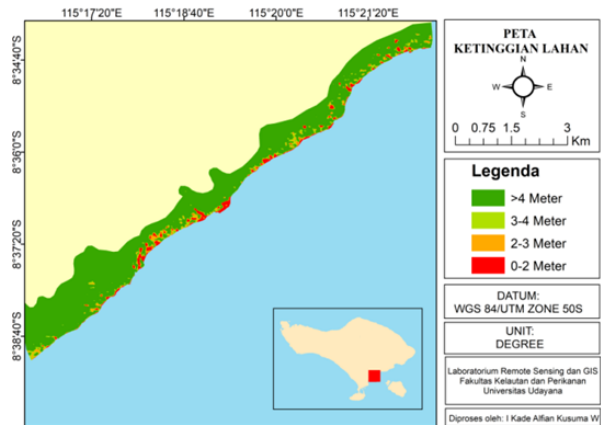 115°17'20"E 115°18'40"E 115°20'0"E 115°21'20"E
8°34'40"S
8°36'0"S
8°37'20"S
8°38'40"S
PETA
KETINGGIAN LAHAN
N
W E
S
0 0.75 1.5 3
Km
Legenda
>4 Meter
3-4 Meter
2-3 Meter
0-2 Meter
DATUM:
WGS 84/UTM ZONE 50S
UNIT:
DEGREE
Laboratorium Remote Sensing dan GIS
Fakultas Kelautan dan Perikanan
Universitas Udayana
Diproses oleh: I Kade Alfian Kusuma W